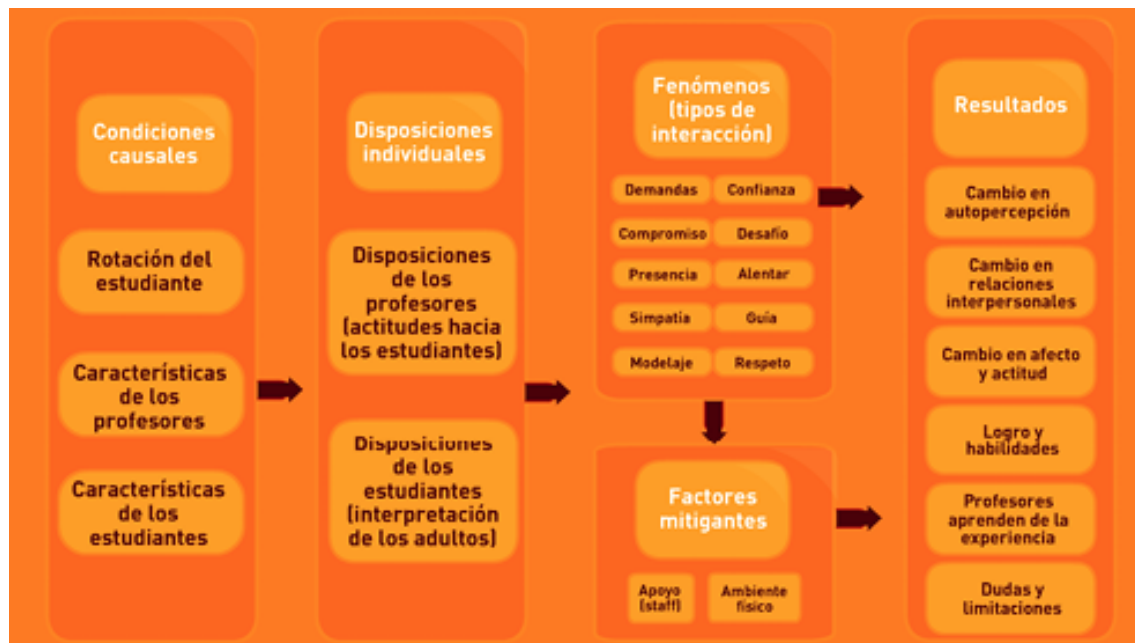 Condiciones
causales
Rotación del
estudiante
Características
de los
profesores
Características
de los
estudiantes
Disposiciones
individuales
Disposiciones
de los
profesores
(actitudes hacia
los estudiantes)
Disposiciones
de los
estudiantes
(interpretación
de los adultos)
Fenómenos
(tipos de
interacción)
Demandas
Confianza
Compromiso
Desafío
Presencia
Alentar
Simpatía
Guía
Modelaje
Respeto
Factores
mitigantes
Apoyo
(staff)
Ambiente
físico
Resultados
Cambio en
autopercepción
Cambio en
relaciones
interpersonales
Cambio en afecto
y actitud
Logro y
habilidades
Profesores
aprenden de la
experiencia
Dudas y
limitaciones